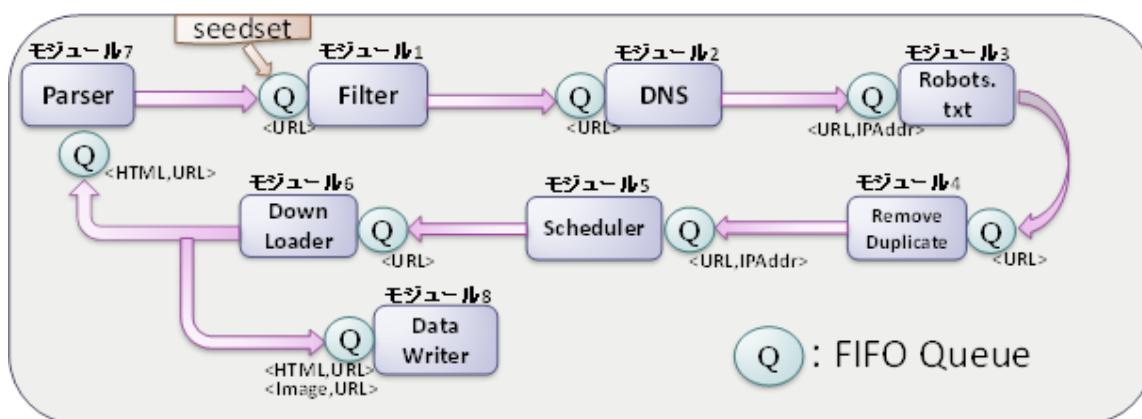 seedset
モジュール7
Parser
モジュール1
Q
Filter
<URL>
モジュール2
Q
DNS
<URL>
モジュール3
Q
Robots.
txt
<URL,IPAddr>
Q
<HTML,URL>
モジュール6
Down
Loader
Q
<URL>
モジュール5
Scheduler
Q
<URL,IPAddr>
モジュール4
Remove
Duplicate
Q
<URL>
モジュール8
Q
Data
Writer
<HTML,URL>
<Image,URL>
Q : FIFO Queue